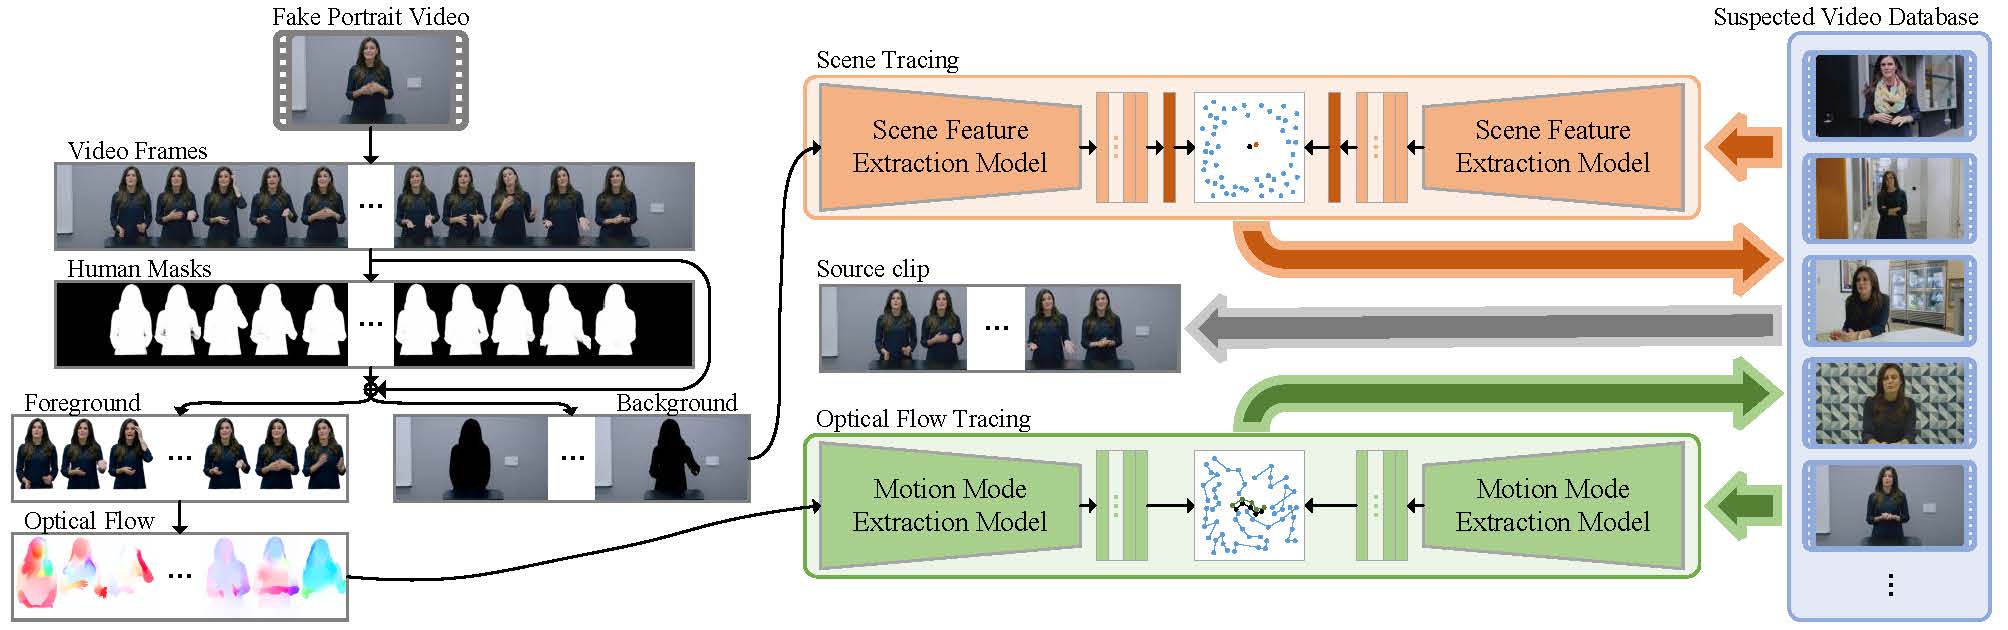 Fake Portrait Video
Video Frames
...
Human Masks
...
Foreground
...
Background
...
Optical Flow
...
Scene Tracing
Scene Feature
Extraction Model
Scene Feature
Extraction Model
Source clip
...
Optical Flow Tracing
Motion Mode
Extraction Model
Motion Mode
Extraction Model
Suspected Video Database